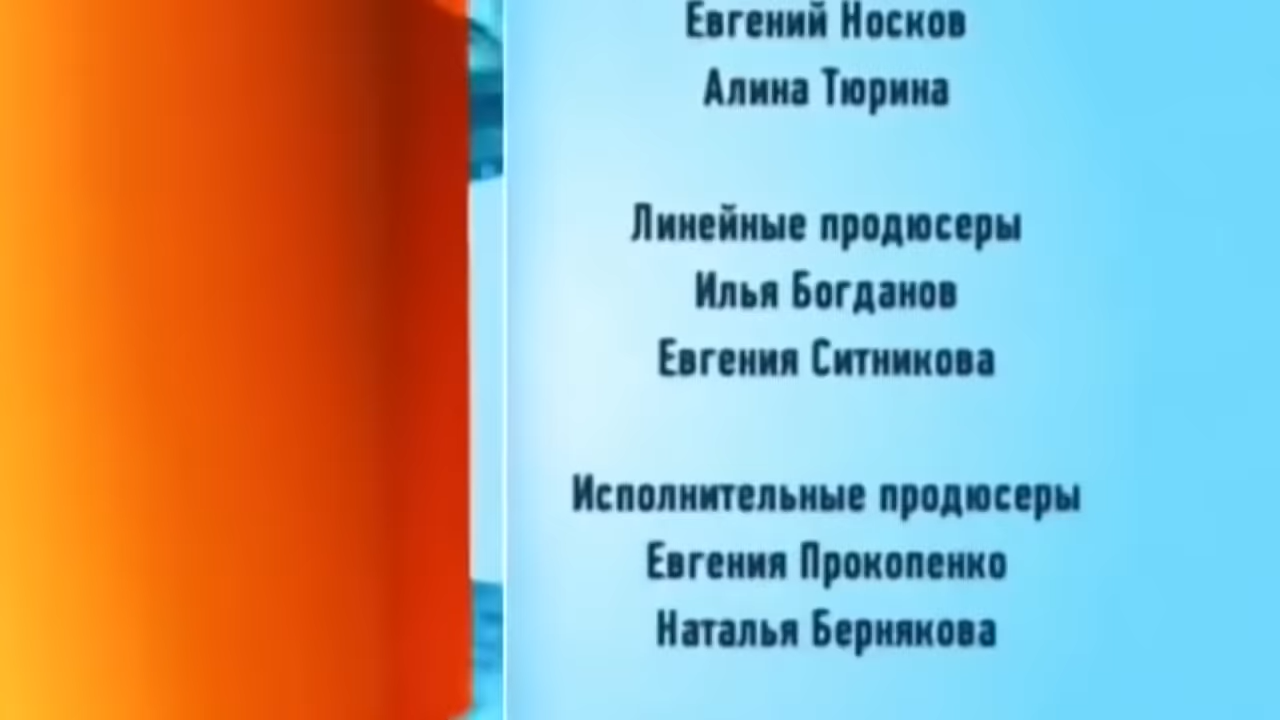 Евгений Носков
Алина Тюрина
Линейные продюсеры
Илья Богданов
Евгения Ситникова
Исполнительные продюсеры
Евгения Прокопенко
Наталья Бернякова